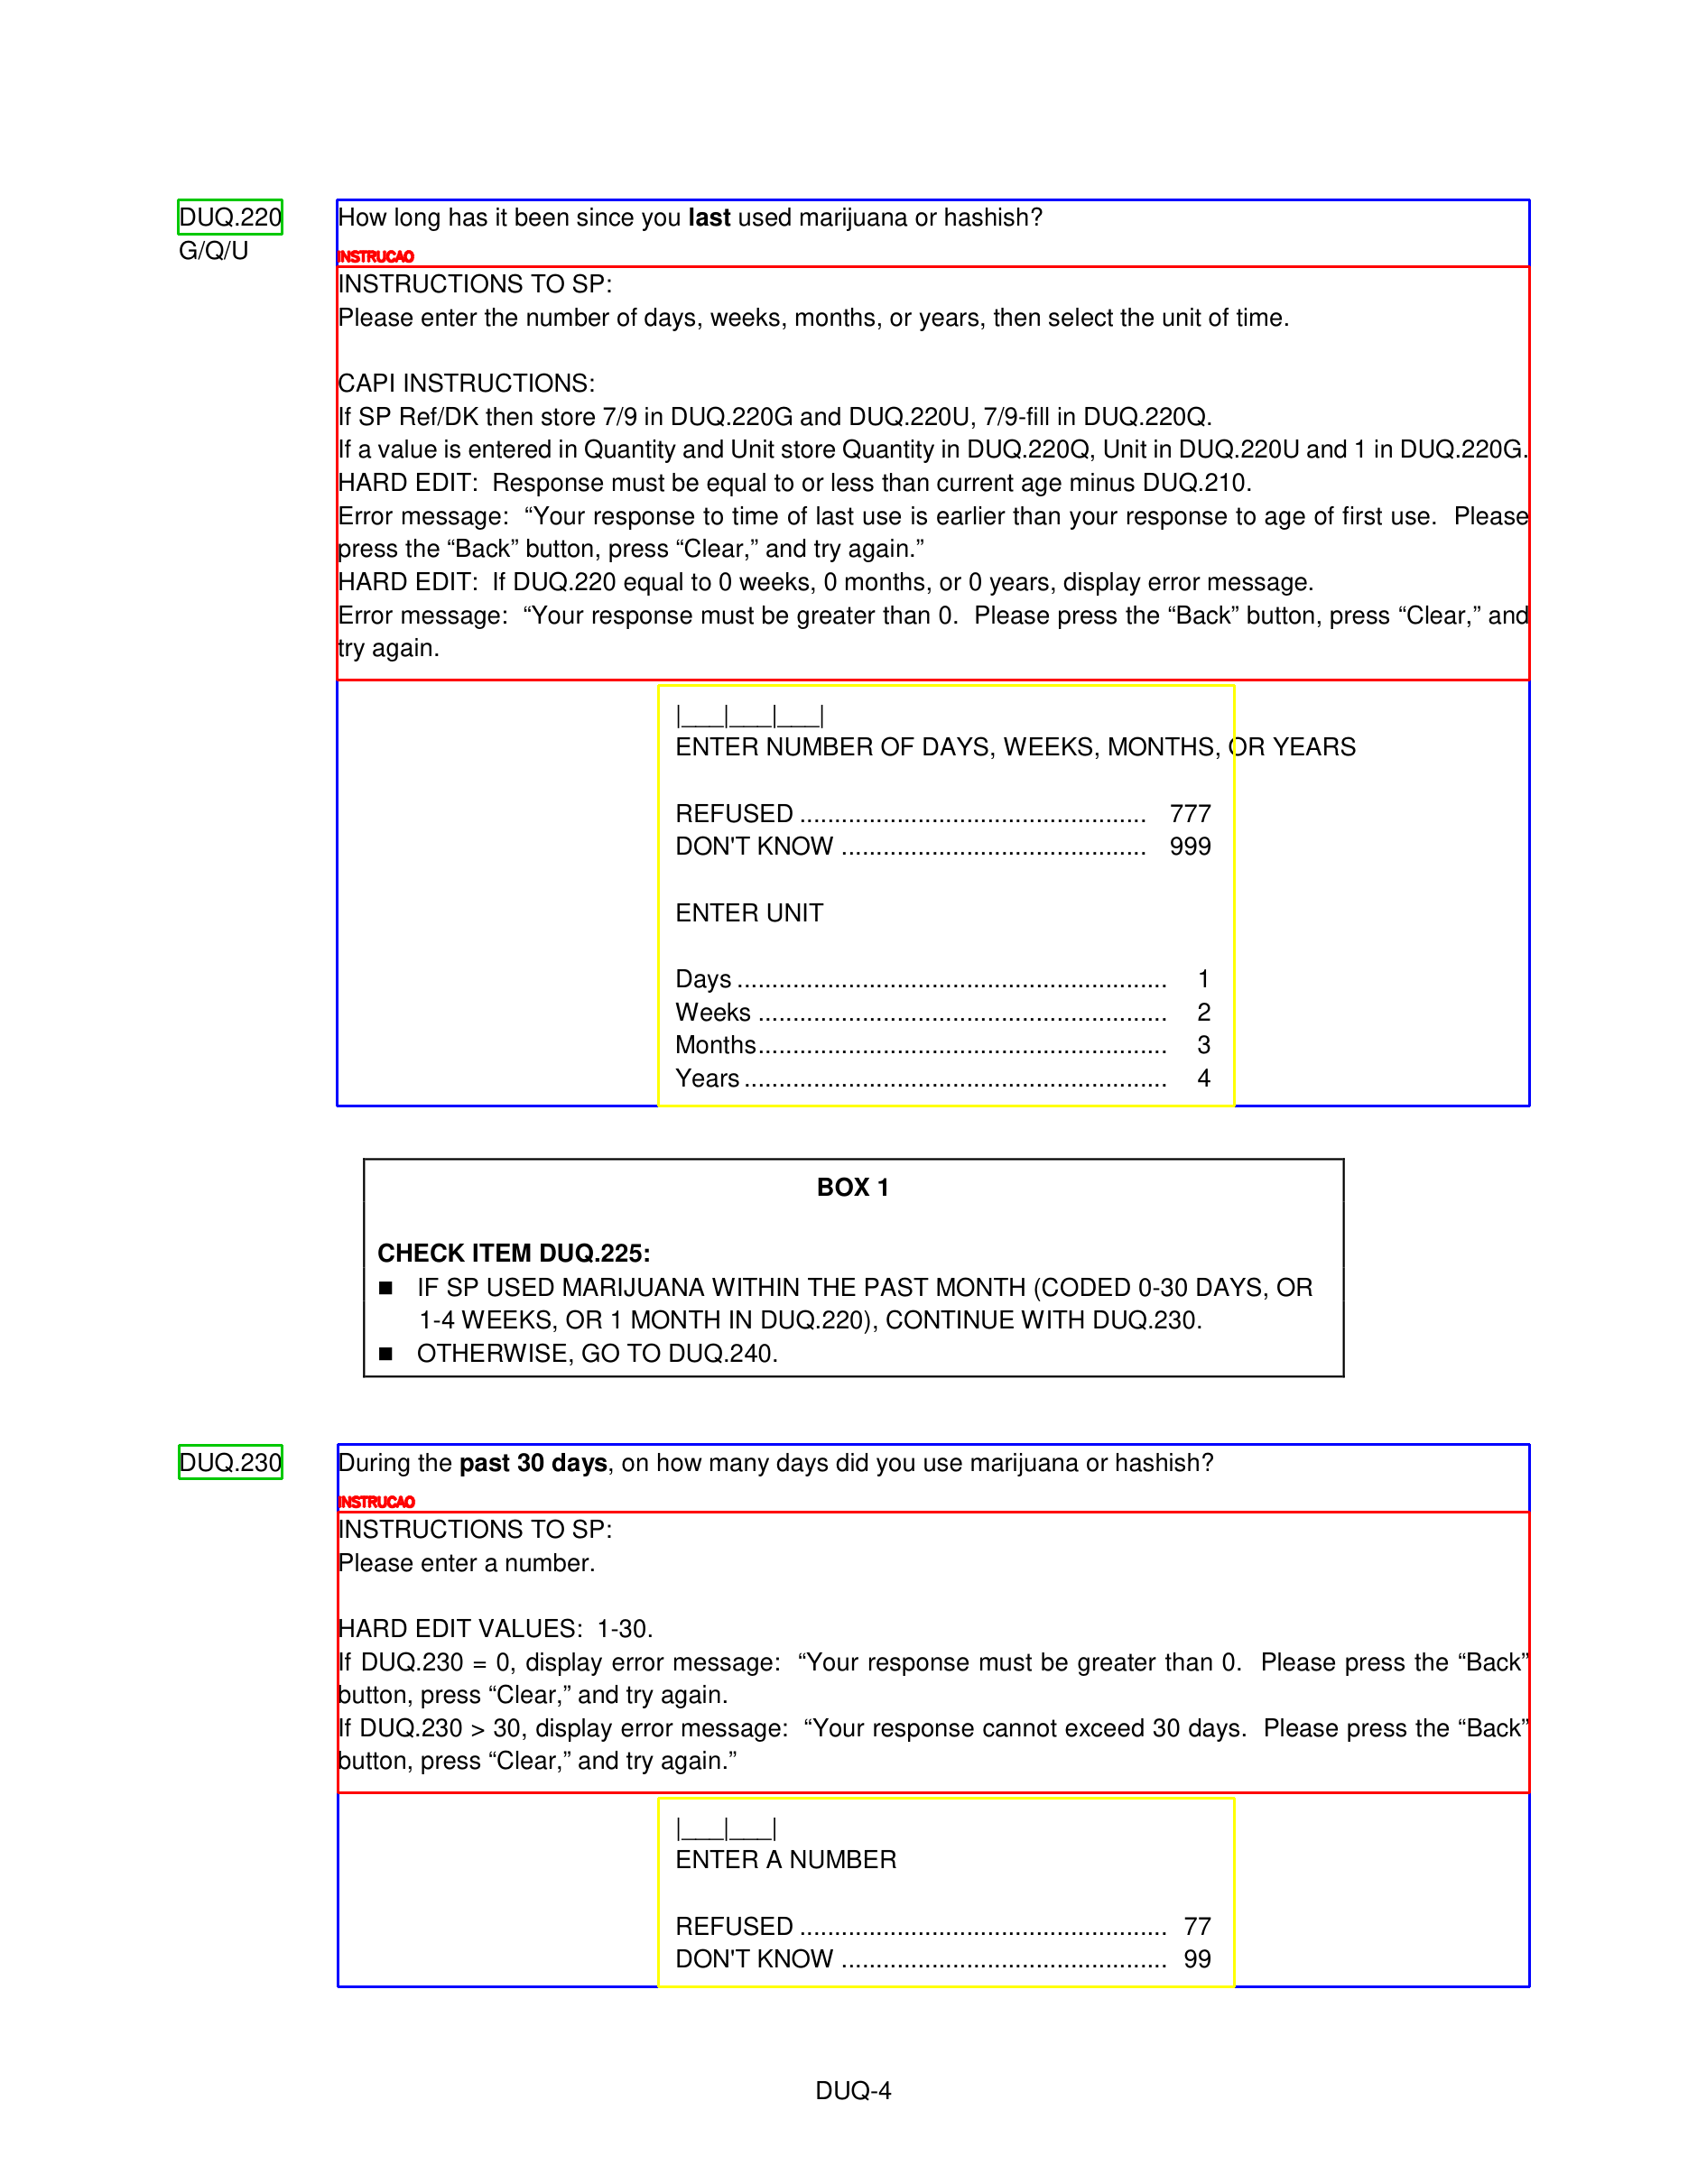 DUQ.220 How long has it been since you last used marijuana or hashish?
G/Q/U
INSTRUCAO
INSTRUCTIONS TO SP:
Please enter the number of days, weeks, months, or years, then select the unit of time.
CAPI INSTRUCTIONS:
If SP Ref/DK then store 7/9 in DUQ.220G and DUQ.220U, 7/9-fill in DUQ.220Q.
If a value is entered in Quantity and Unit store Quantity in DUQ.220Q, Unit in DUQ.220U and 1 in DUQ.220G.
HARD EDIT:  Response must be equal to or less than current age minus DUQ.210.
Error message:  “Your response to time of last use is earlier than your response to age of first use.  Please
press the “Back” button, press “Clear,” and try again.”
HARD EDIT:  If DUQ.220 equal to 0 weeks, 0 months, or 0 years, display error message.
Error message:  “Your response must be greater than 0.  Please press the “Back” button, press “Clear,” and
try again.
|___|___|___|
ENTER NUMBER OF DAYS, WEEKS, MONTHS, OR YEARS
REFUSED .................................................. 777
DON'T KNOW ............................................ 999
ENTER UNIT
Days .............................................................. 1
Weeks ........................................................... 2
Months........................................................... 3
Years ............................................................. 4
BOX 1
CHECK ITEM DUQ.225:
■ IF SP USED MARIJUANA WITHIN THE PAST MONTH (CODED 0-30 DAYS, OR
1-4 WEEKS, OR 1 MONTH IN DUQ.220), CONTINUE WITH DUQ.230.
■ OTHERWISE, GO TO DUQ.240.
DUQ.230 During the past 30 days, on how many days did you use marijuana or hashish?
INSTRUCAO
INSTRUCTIONS TO SP:
Please enter a number.
HARD EDIT VALUES:  1-30.
If DUQ.230 = 0, display error message:  “Your response must be greater than 0.  Please press the “Back”
button, press “Clear,” and try again.
If DUQ.230 > 30, display error message:  “Your response cannot exceed 30 days.  Please press the “Back”
button, press “Clear,” and try again.”
|___|___|
ENTER A NUMBER
REFUSED ..................................................... 77
DON'T KNOW ............................................... 99
DUQ-4